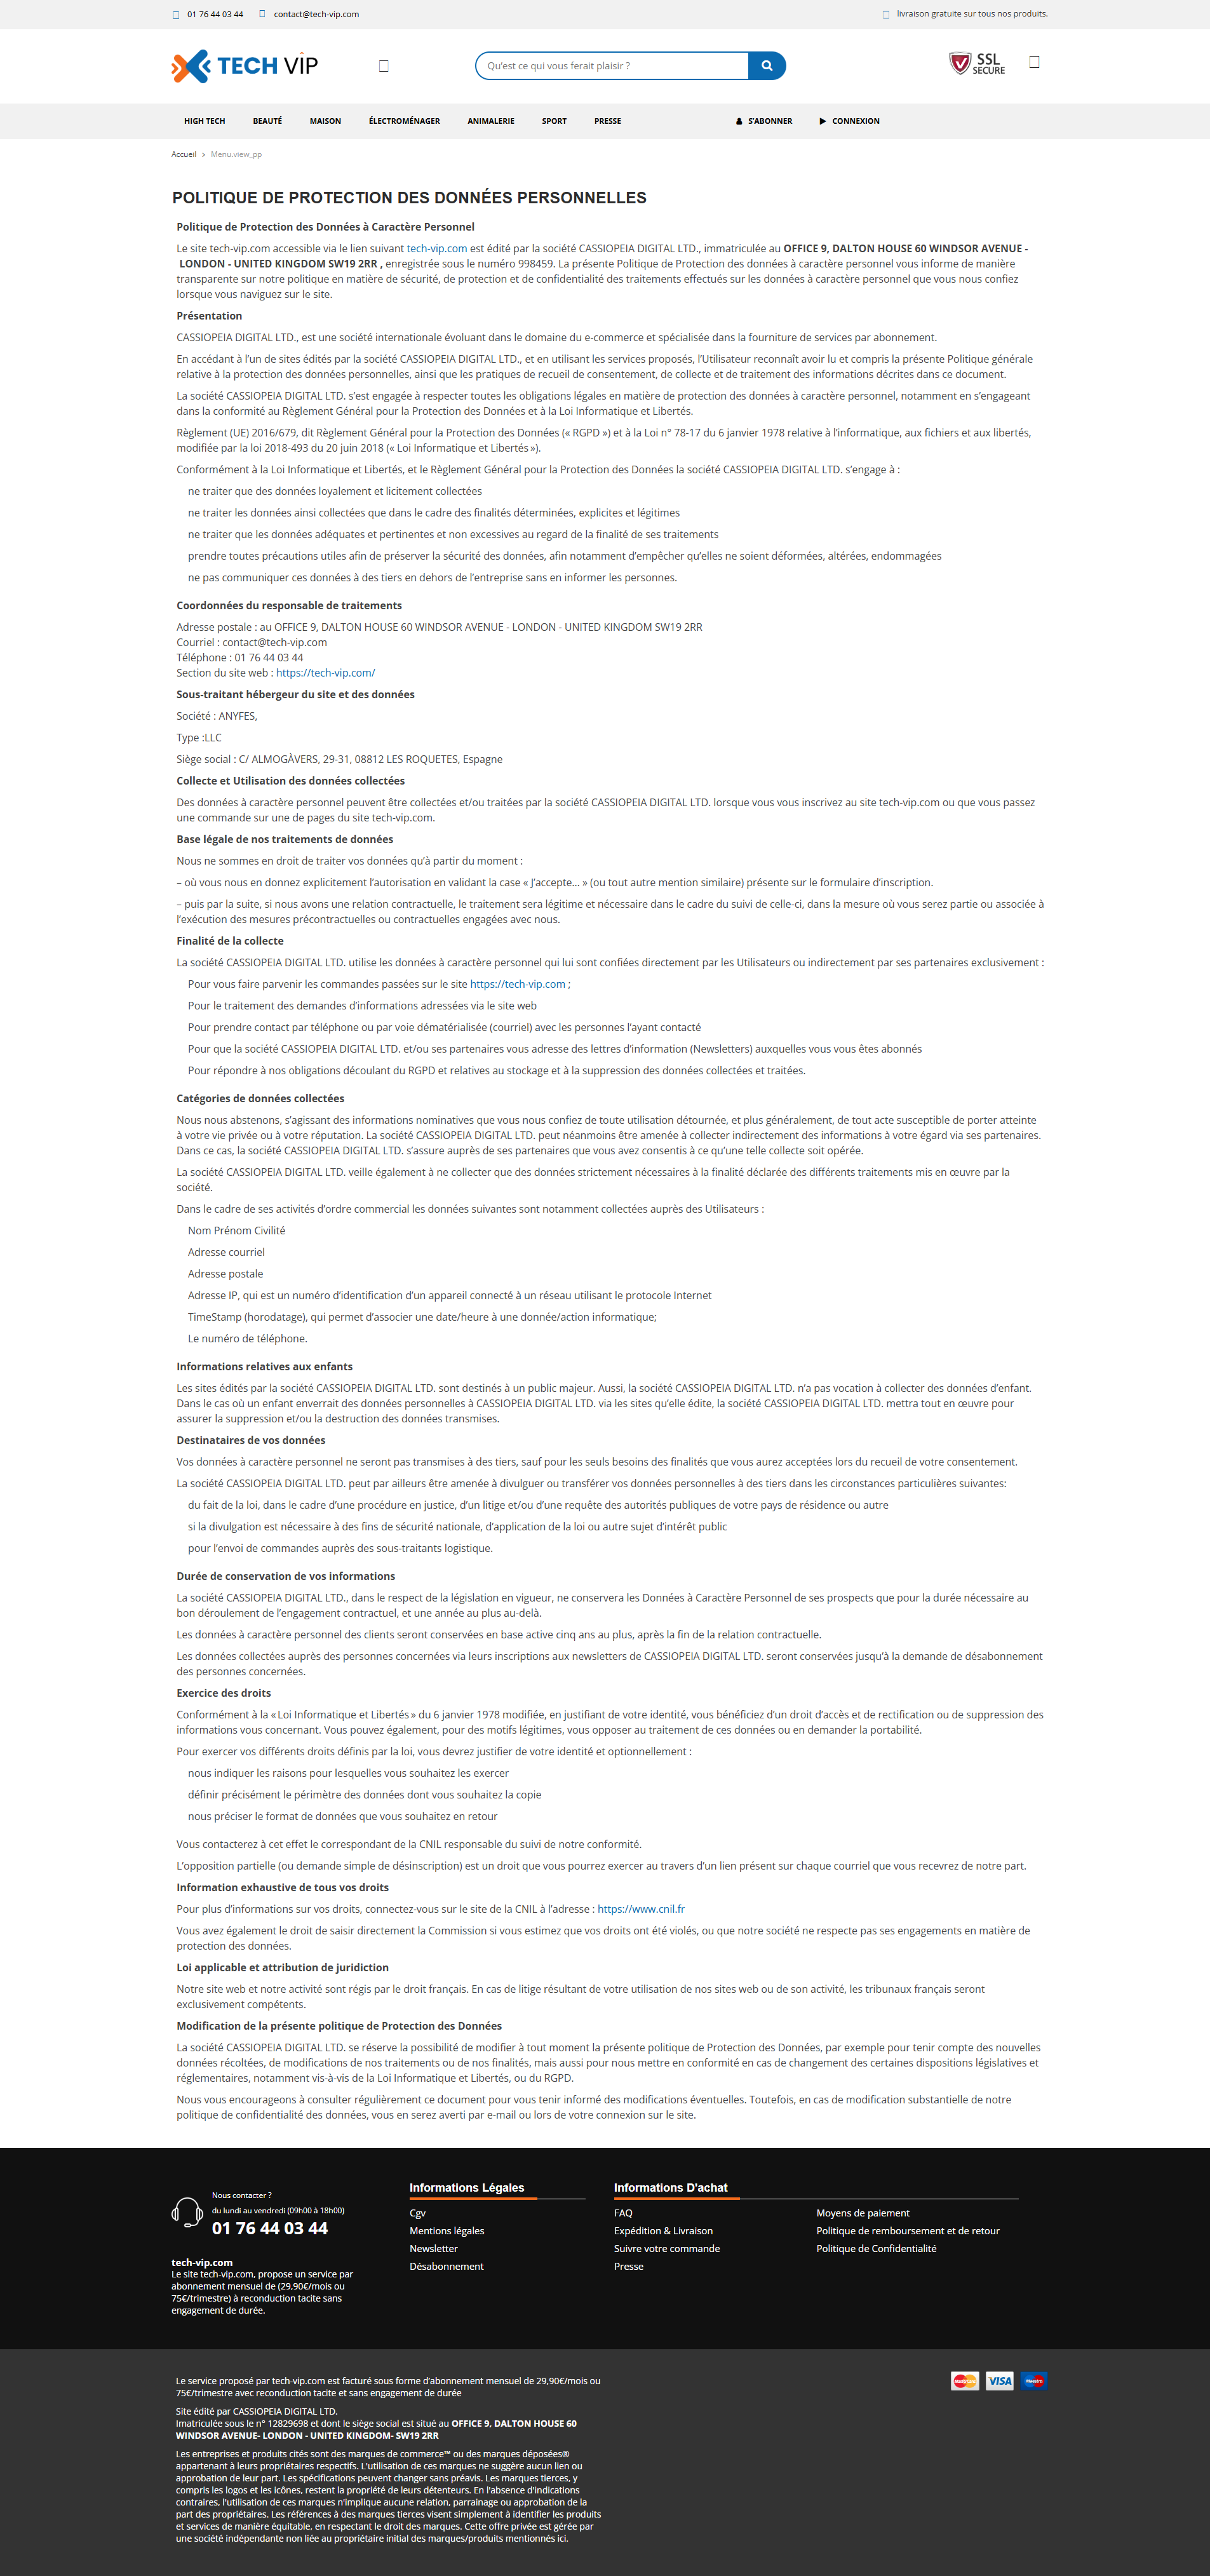 01 76 44 03 44 contact@tech-vip.com livraison gratuite sur tous nos produits.
TECH VIP Qu'est ce qui vous ferait plaisir ? SSL SECURE
HIGH TECH BEAUTÉ MAISON ÉLECTROMÉNAGER ANIMALERIE SPORT PRESSE S'ABONNER CONNEXION
Accueil > Menu.view_pp
POLITIQUE DE PROTECTION DES DONNÉES PERSONNELLES
Politique de Protection des Données à Caractère Personnel
Le site tech-vip.com accessible via le lien suivant tech-vip.com est édité par la société CASSIOPEIA DIGITAL LTD., immatriculée au OFFICE 9, DALTON HOUSE 60 WINDSOR AVENUE -
LONDON - UNITED KINGDOM SW19 2RR , enregistrée sous le numéro 998459. La présente Politique de Protection des données à caractère personnel vous informe de manière
transparente sur notre politique en matière de sécurité, de protection et de confidentialité des traitements effectués sur les données à caractère personnel que vous nous confiez
lorsque vous naviguez sur le site.
Présentation
CASSIOPEIA DIGITAL LTD., est une société internationale évoluant dans le domaine du e-commerce et spécialisée dans la fourniture de services par abonnement.
En accédant à l’un de sites édités par la société CASSIOPEIA DIGITAL LTD., et en utilisant les services proposés, l’Utilisateur reconnaît avoir lu et compris la présente Politique générale
relative à la protection des données personnelles, ainsi que les pratiques de recueil de consentement, de collecte et de traitement des informations décrites dans ce document.
La société CASSIOPEIA DIGITAL LTD. s’est engagée à respecter toutes les obligations légales en matière de protection des données à caractère personnel, notamment en s’engageant
dans la conformité au Règlement Général pour la Protection des Données et à la Loi Informatique et Libertés.
Règlement (UE) 2016/679, dit Règlement Général pour la Protection des Données (« RGPD ») et à la Loi n° 78-17 du 6 janvier 1978 relative à l’informatique, aux fichiers et aux libertés,
modifiée par la loi 2018-493 du 20 juin 2018 (« Loi Informatique et Libertés »).
Conformément à la Loi Informatique et Libertés, et le Règlement Général pour la Protection des Données la société CASSIOPEIA DIGITAL LTD. s’engage à :
ne traiter que des données loyalement et licitement collectées
ne traiter les données ainsi collectées que dans le cadre des finalités déterminées, explicites et légitimes
ne traiter que les données adéquates et pertinentes et non excessives au regard de la finalité de ses traitements
prendre toutes précautions utiles afin de préserver la sécurité des données, afin notamment d’empêcher qu’elles ne soient déformées, altérées, endommagées
ne pas communiquer ces données à des tiers en dehors de l’entreprise sans en informer les personnes.
Coordonnées du responsable de traitements
Adresse postale : au OFFICE 9, DALTON HOUSE 60 WINDSOR AVENUE - LONDON - UNITED KINGDOM SW19 2RR
Courriel : contact@tech-vip.com
Téléphone : 01 76 44 03 44
Section du site web : https://tech-vip.com/
Sous-traitant hébergeur du site et des données
Société : ANYFES,
Type :LLC
Siège social : C/ ALMOGÀVERS, 29-31, 08812 LES ROQUETES, Espagne
Collecte et Utilisation des données collectées
Des données à caractère personnel peuvent être collectées et/ou traitées par la société CASSIOPEIA DIGITAL LTD. lorsque vous vous inscrivez au site tech-vip.com ou que vous passez
une commande sur une de pages du site tech-vip.com.
Base légale de nos traitements de données
Nous ne sommes en droit de traiter vos données qu’à partir du moment :
– où vous nous en donnez explicitement l’autorisation en validant la case « J’accepte... » (ou tout autre mention similaire) présente sur le formulaire d’inscription.
– puis par la suite, si nous avons une relation contractuelle, le traitement sera légitime et nécessaire dans le cadre du suivi de celle-ci, dans la mesure où vous serez partie ou associée à
l’exécution des mesures précontractuelles ou contractuelles engagées avec nous.
Finalité de la collecte
La société CASSIOPEIA DIGITAL LTD. utilise les données à caractère personnel qui lui sont confiées directement par les Utilisateurs ou indirectement par ses partenaires exclusivement :
Pour vous faire parvenir les commandes passées sur le site https://tech-vip.com ;
Pour le traitement des demandes d’informations adressées via le site web
Pour prendre contact par téléphone ou par voie dématérialisée (courriel) avec les personnes l’ayant contacté
Pour que la société CASSIOPEIA DIGITAL LTD. et/ou ses partenaires vous adresse des lettres d’information (Newsletters) auxquelles vous vous êtes abonnés
Pour répondre à nos obligations découlant du RGPD et relatives au stockage et à la suppression des données collectées et traitées.
Catégories de données collectées
Nous nous abstenons, s’agissant des informations nominatives que vous nous confiez de toute utilisation détournée, et plus généralement, de tout acte susceptible de porter atteinte
à votre vie privée ou à votre réputation. La société CASSIOPEIA DIGITAL LTD. peut néanmoins être amenée à collecter indirectement des informations à votre égard via ses partenaires.
Dans ce cas, la société CASSIOPEIA DIGITAL LTD. s’assure auprès de ses partenaires que vous avez consentis à ce qu’une telle collecte soit opérée.
La société CASSIOPEIA DIGITAL LTD. veille également à ne collecter que des données strictement nécessaires à la finalité déclarée des différents traitements mis en œuvre par la
société.
Dans le cadre de ses activités d’ordre commercial les données suivantes sont notamment collectées auprès des Utilisateurs :
Nom Prénom Civilité
Adresse courriel
Adresse postale
Adresse IP, qui est un numéro d’identification d’un appareil connecté à un réseau utilisant le protocole Internet
TimeStamp (horodatage), qui permet d’associer une date/heure à une donnée/action informatique;
Le numéro de téléphone.
Informations relatives aux enfants
Les sites édités par la société CASSIOPEIA DIGITAL LTD. sont destinés à un public majeur. Aussi, la société CASSIOPEIA DIGITAL LTD. n’a pas vocation à collecter des données d’enfant.
Dans le cas où un enfant enverrait des données personnelles à CASSIOPEIA DIGITAL LTD. via les sites qu’elle édite, la société CASSIOPEIA DIGITAL LTD. mettra tout en œuvre pour
assurer la suppression et/ou la destruction des données transmises.
Destinataires de vos données
Vos données à caractère personnel ne seront pas transmises à des tiers, sauf pour les seuls besoins des finalités que vous aurez acceptées lors du recueil de votre consentement.
La société CASSIOPEIA DIGITAL LTD. peut par ailleurs être amenée à divulguer ou transférer vos données personnelles à des tiers dans les circonstances particulières suivantes:
du fait de la loi, dans le cadre d’une procédure en justice, d’un litige et/ou d’une requête des autorités publiques de votre pays de résidence ou autre
si la divulgation est nécessaire à des fins de sécurité nationale, d’application de la loi ou autre sujet d’intérêt public
pour l’envoi de commandes auprès des sous-traitants logistique.
Durée de conservation de vos informations
La société CASSIOPEIA DIGITAL LTD., dans le respect de la législation en vigueur, ne conservera les Données à Caractère Personnel de ses prospects que pour la durée nécessaire au
bon déroulement de l’engagement contractuel, et une année au plus au-delà.
Les données à caractère personnel des clients seront conservées en base active cinq ans au plus, après la fin de la relation contractuelle.
Les données collectées auprès des personnes concernées via leurs inscriptions aux newsletters de CASSIOPEIA DIGITAL LTD. seront conservées jusqu’à la demande de désabonnement
des personnes concernées.
Exercice des droits
Conformément à la « Loi Informatique et Libertés » du 6 janvier 1978 modifiée, en justifiant de votre identité, vous bénéficiez d’un droit d’accès et de rectification ou de suppression des
informations vous concernant. Vous pouvez également, pour des motifs légitimes, vous opposer au traitement de ces données ou en demander la portabilité.
Pour exercer vos différents droits définis par la loi, vous devrez justifier de votre identité et optionnellement :
nous indiquer les raisons pour lesquelles vous souhaitez les exercer
définir précisément le périmètre des données dont vous souhaitez la copie
nous préciser le format de données que vous souhaitez en retour
Vous contacterez à cet effet le correspondant de la CNIL responsable du suivi de notre conformité.
L’opposition partielle (ou demande simple de désinscription) est un droit que vous pourrez exercer au travers d’un lien présent sur chaque courriel que vous recevrez de notre part.
Information exhaustive de tous vos droits
Pour plus d’informations sur vos droits, connectez-vous sur le site de la CNIL à l’adresse : https://www.cnil.fr
Vous avez également le droit de saisir directement la Commission si vous estimez que vos droits ont été violés, ou que notre société ne respecte pas ses engagements en matière de
protection des données.
Loi applicable et attribution de juridiction
Notre site web et notre activité sont régis par le droit français. En cas de litige résultant de votre utilisation de nos sites web ou de son activité, les tribunaux français seront
exclusivement compétents.
Modification de la présente politique de Protection des Données
La société CASSIOPEIA DIGITAL LTD. se réserve la possibilité de modifier à tout moment la présente politique de Protection des Données, par exemple pour tenir compte des nouvelles
données récoltées, de modifications de nos traitements ou de nos finalités, mais aussi pour nous mettre en conformité en cas de changement des certaines dispositions législatives et
réglementaires, notamment vis-à-vis de la Loi Informatique et Libertés, ou du RGPD.
Nous vous encourageons à consulter régulièrement ce document pour vous tenir informé des modifications éventuelles. Toutefois, en cas de modification substantielle de notre
politique de confidentialité des données, vous en serez averti par e-mail ou lors de votre connexion sur le site.
Nous contacter ?
du lundi au vendredi (09h00 à 18h00)
01 76 44 03 44
tech-vip.com
Le site tech-vip.com, propose un service par
abonnement mensuel de (29,90€/mois ou
75€/trimestre) à reconduction tacite sans
engagement de durée.
Informations Légales
Cgv
Mentions légales
Newsletter
Désabonnement
Informations D'achat
FAQ
Expédition & Livraison
Suivre votre commande
Presse
Moyens de paiement
Politique de remboursement et de retour
Politique de Confidentialité
Le service proposé par tech-vip.com est facturé sous forme d’abonnement mensuel de 29,90€/mois ou
75€/trimestre avec reconduction tacite et sans engagement de durée
Site édité par CASSIOPEIA DIGITAL LTD.
Imatriculée sous le n° 12829698 et dont le siège social est situé au OFFICE 9, DALTON HOUSE 60
WINDSOR AVENUE- LONDON - UNITED KINGDOM- SW19 2RR
Les entreprises et produits cités sont des marques de commerce™ ou des marques déposées®
appartenant à leurs propriétaires respectifs. L'utilisation de ces marques ne suggère aucun lien ou
approbation de leur part. Les spécifications peuvent changer sans préavis. Les marques tierces, y
compris les logos et les icônes, restent la propriété de leurs détenteurs. En l'absence d'indications
contraires, l'utilisation de ces marques n'implique aucune relation, parrainage ou approbation de la
part des propriétaires. Les références à des marques tierces visent simplement à identifier les produits
et services de manière équitable, en respectant le droit des marques. Cette offre privée est gérée par
une société indépendante non liée au propriétaire initial des marques/produits mentionnés ici.
MasterCard VISA Maestro